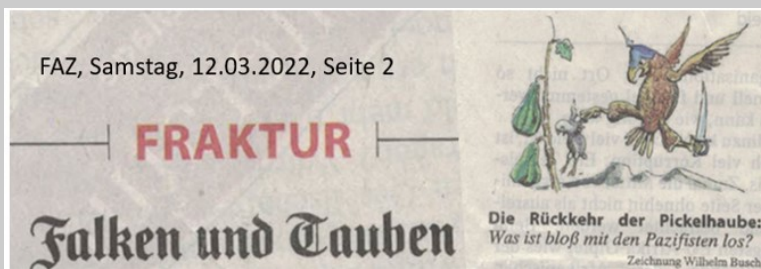 FAZ, Samstag, 12.03.2022, Seite 2
FRAKTUR
Falken und Tauben
Die Rückkehr der Pickelhaube:
Was ist bloß mit den Pazifisten los?
Zeichnung Wilhelm Busch